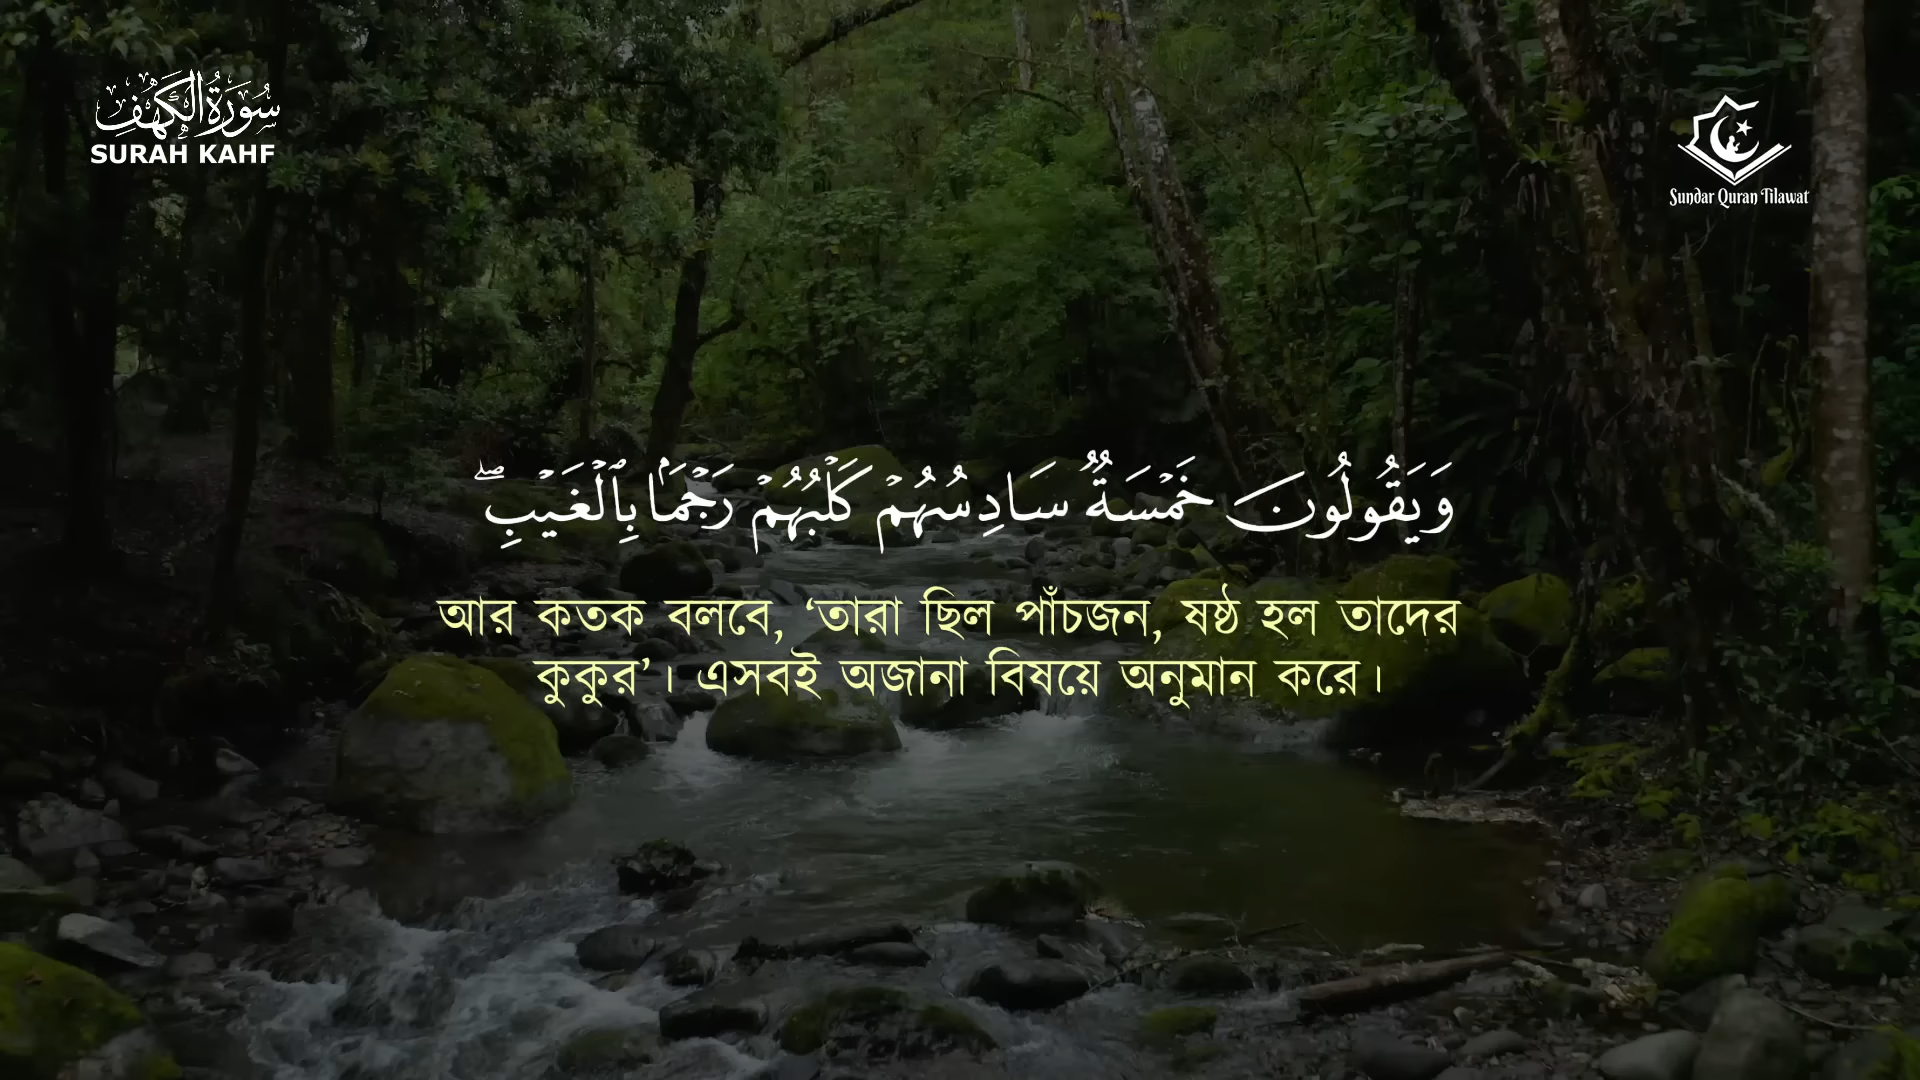 سُورَةُ الْكَهْفِ
SURAH KAHF
Sundar Quran Tilawat
وَيَقُولُونَ خَمْسَةٌ سَادِسُهُمْ كَلْبُهُمْ رَجْمًۢا بِٱلْغَيْبِ ۖ
আর কতক বলবে, ‘তারা ছিল পাঁচজন, ষষ্ঠ হল তাদের
কুকুর’। এসবই অজানা বিষয়ে অনুমান করে।